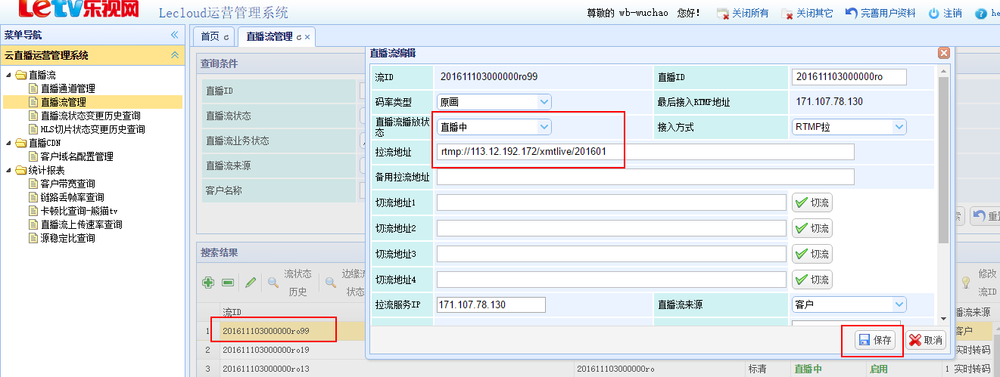 Letv乐视网
Lecloud运营管理系统
尊敬的 wb-wuchao 您好！ 关闭所有 关闭其它 完善用户资料 注销 he
菜单导航
云直播运营管理系统
直播流
直播通道管理
直播流管理
直播流状态变更历史查询
HLS切片状态变更历史查询
直播CDN
客户域名配置管理
统计报表
客户带宽查询
链路丢帧率查询
卡顿比查询-熊猫tv
直播流上传速率查询
源稳定比查询
首页 直播流管理
查询条件
直播ID
直播流状态
直播流业务状态
直播流来源
客户名称
索 重置
搜索结果
流状态
历史
边缘流
状态
修改
流ID
流ID
播流来源
1 201611103000000ro99 客户
2 201611103000000ro19 实时转码
3 201611103000000ro13 201611103000000ro 标清 直播中 启用 1 实时转码
直播流编辑
流ID 201611103000000ro99 直播ID 201611103000000ro
码率类型 原画 最后接入RTMP地址 171.107.78.130
直播流播放状
态
直播中 接入方式 RTMP拉
拉流地址 rtmp://113.12.192.172/xmtlive/201601
备用拉流地址
切流地址1 切流
切流地址2 切流
切流地址3 切流
切流地址4 切流
拉流服务IP 171.107.78.130 直播流来源 客户
保存 取消